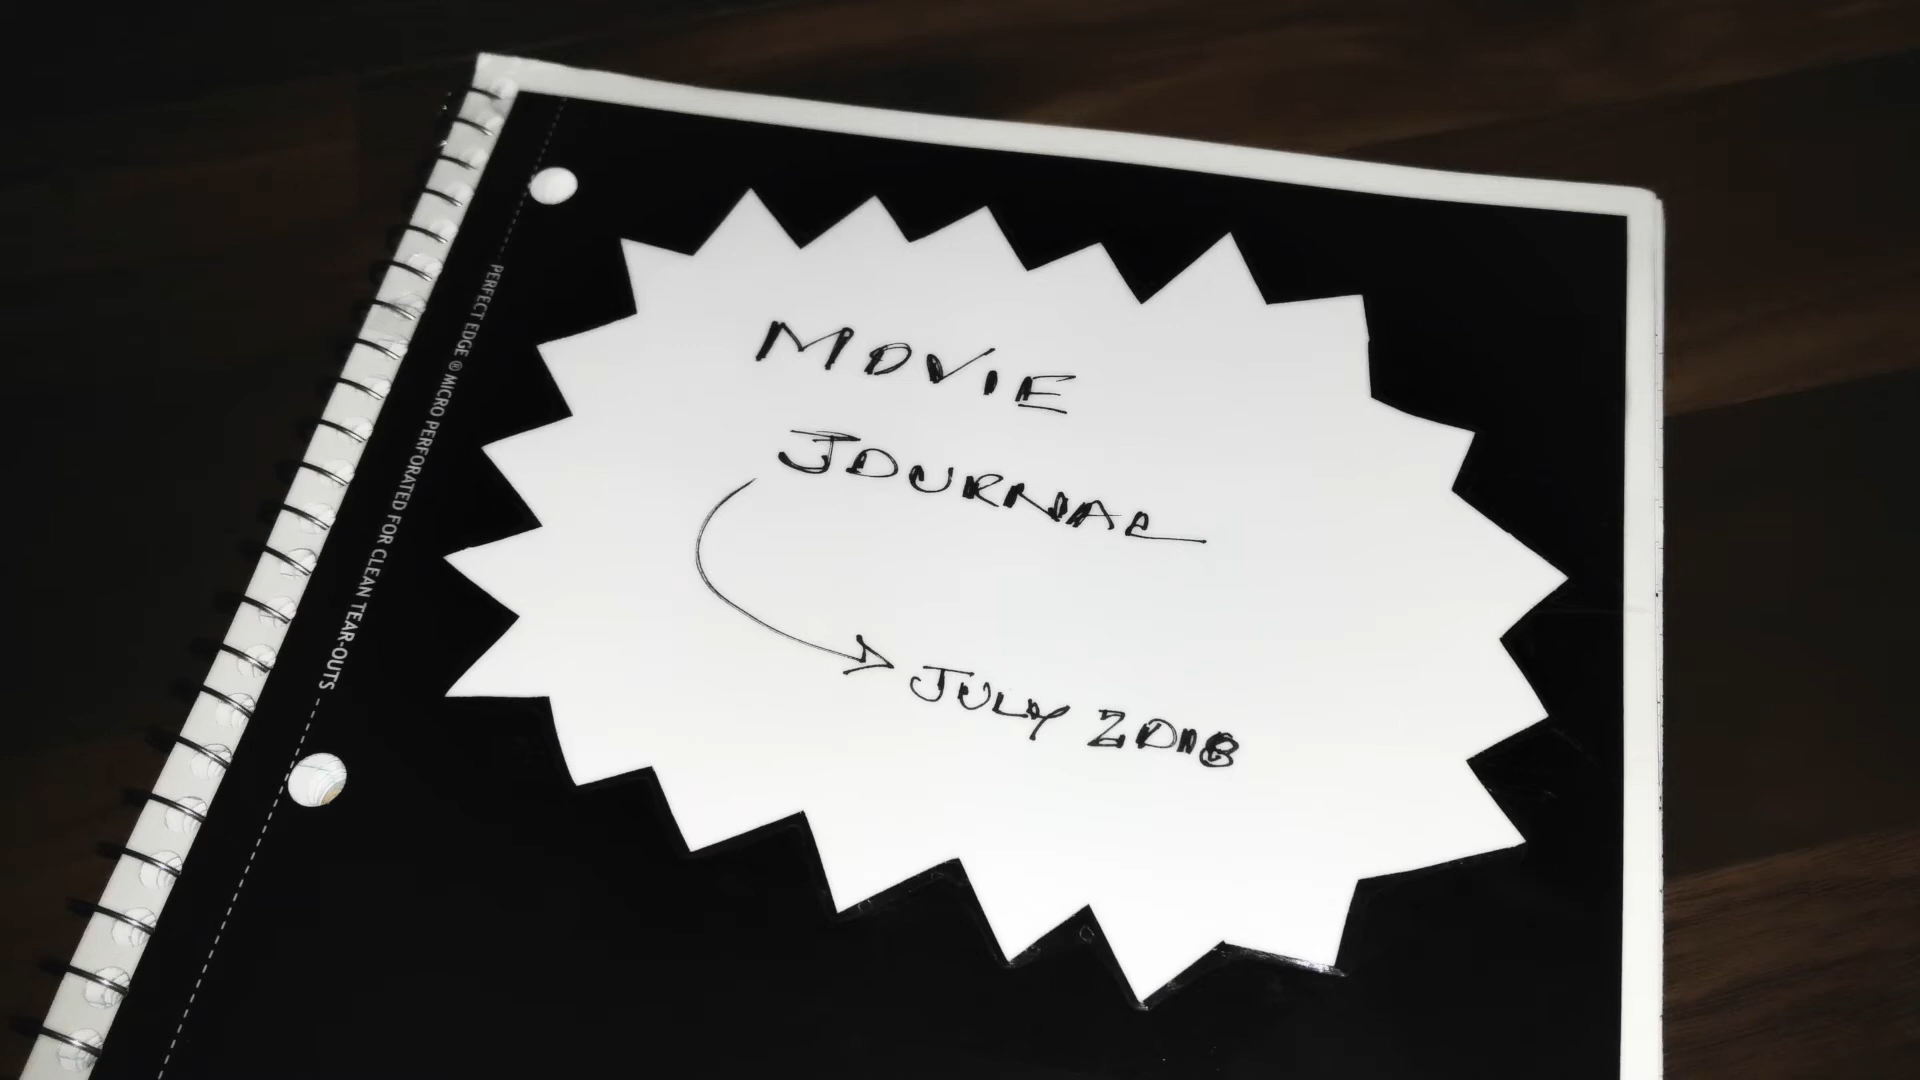 MOVIE
JOURNAL
JULY 2018
PERFECT EDGE ® MICRO PERFORATED FOR CLEAN TEAR-OUTS